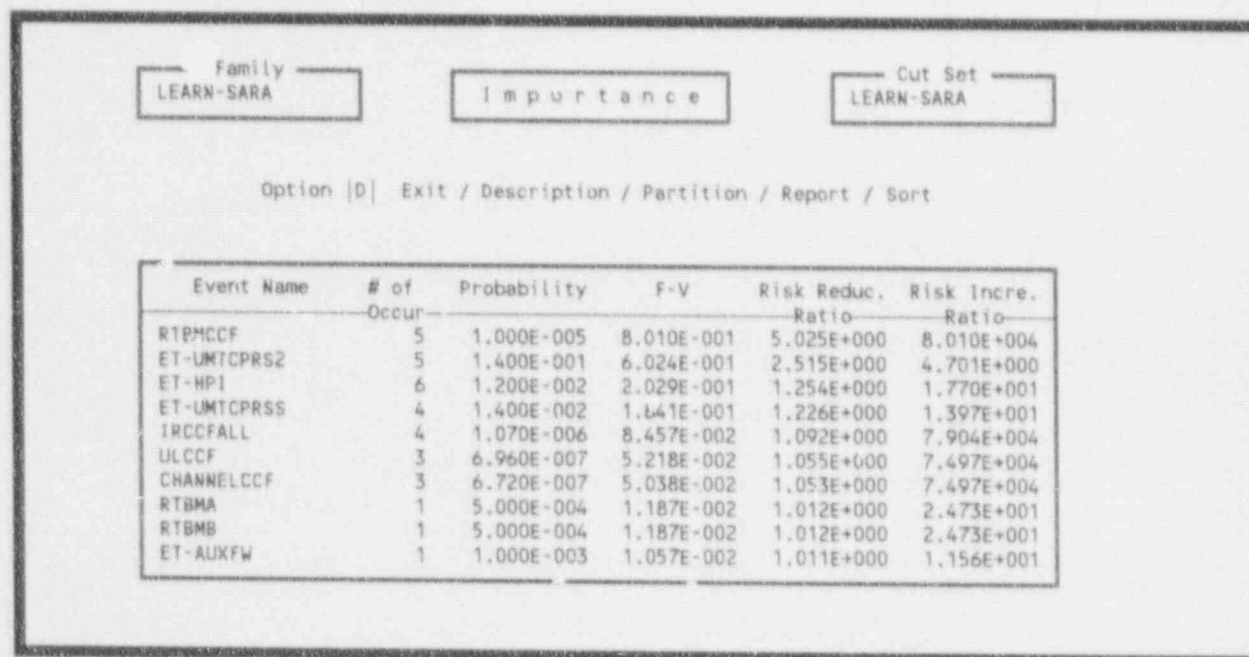 Family Cut Set
LEARN-SARA Importance LEARN-SARA
Option |D| Exit / Description / Partition / Report / Sort
Event Name # of Probability F-V Risk Reduc. Risk Incre.
Occur Ratio Ratio
RTBMCCF 5 1.000E-005 8.010E-001 5.025E+000 8.010E+004
ET-UMTCPRS2 5 1.400E-001 6.024E-001 2.515E+000 4.701E+000
ET-HPI 6 1.200E-002 2.029E-001 1.254E+000 1.770E+001
ET-UMTCPRSS 4 1.400E-002 1.841E-001 1.226E+000 1.397E+001
IRCCFALL 4 1.070E-006 8.457E-002 1.092E+000 7.904E+004
ULCCF 3 6.960E-007 5.218E-002 1.055E+000 7.497E+004
CHANNELCCF 3 6.720E-007 5.038E-002 1.053E+000 7.497E+004
RTBMA 1 5.000E-004 1.187E-002 1.012E+000 2.473E+001
RTBMB 1 5.000E-004 1.187E-002 1.012E+000 2.473E+001
ET-AUXFW 1 1.000E-003 1.057E-002 1.011E+000 1.156E+001